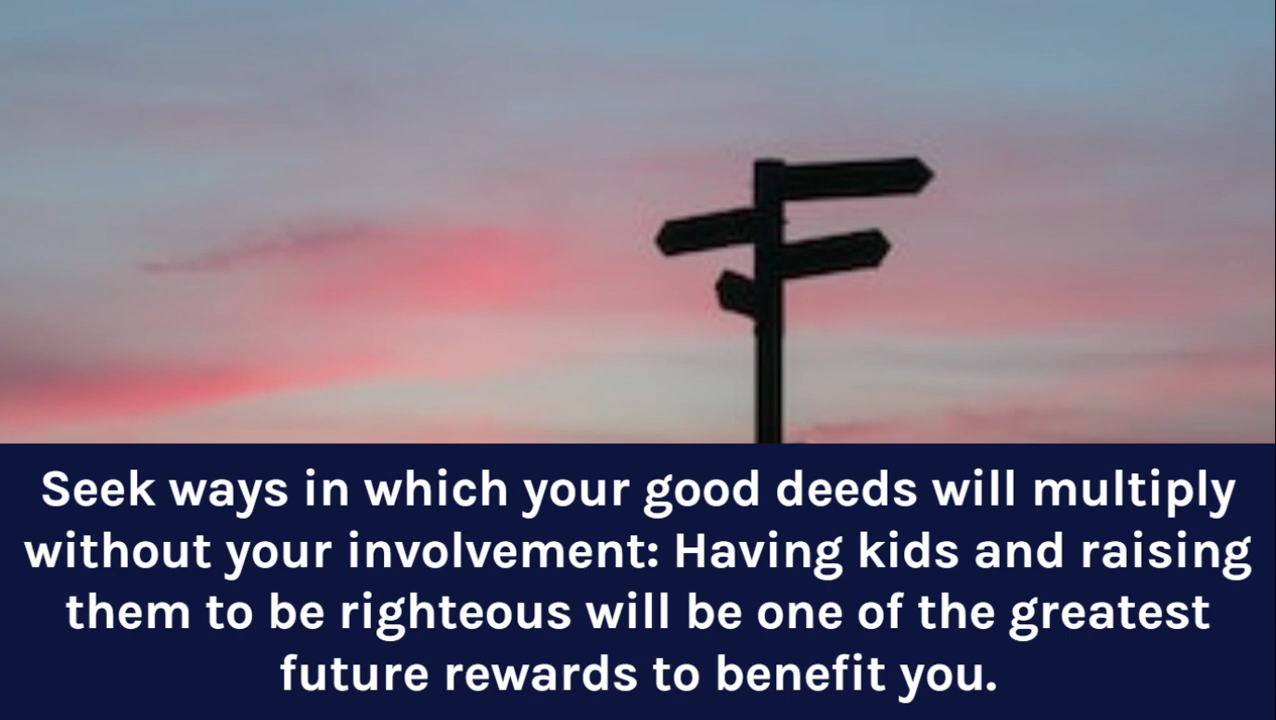 Seek ways in which your good deeds will multiply
without your involvement: Having kids and raising
them to be righteous will be one of the greatest
future rewards to benefit you.